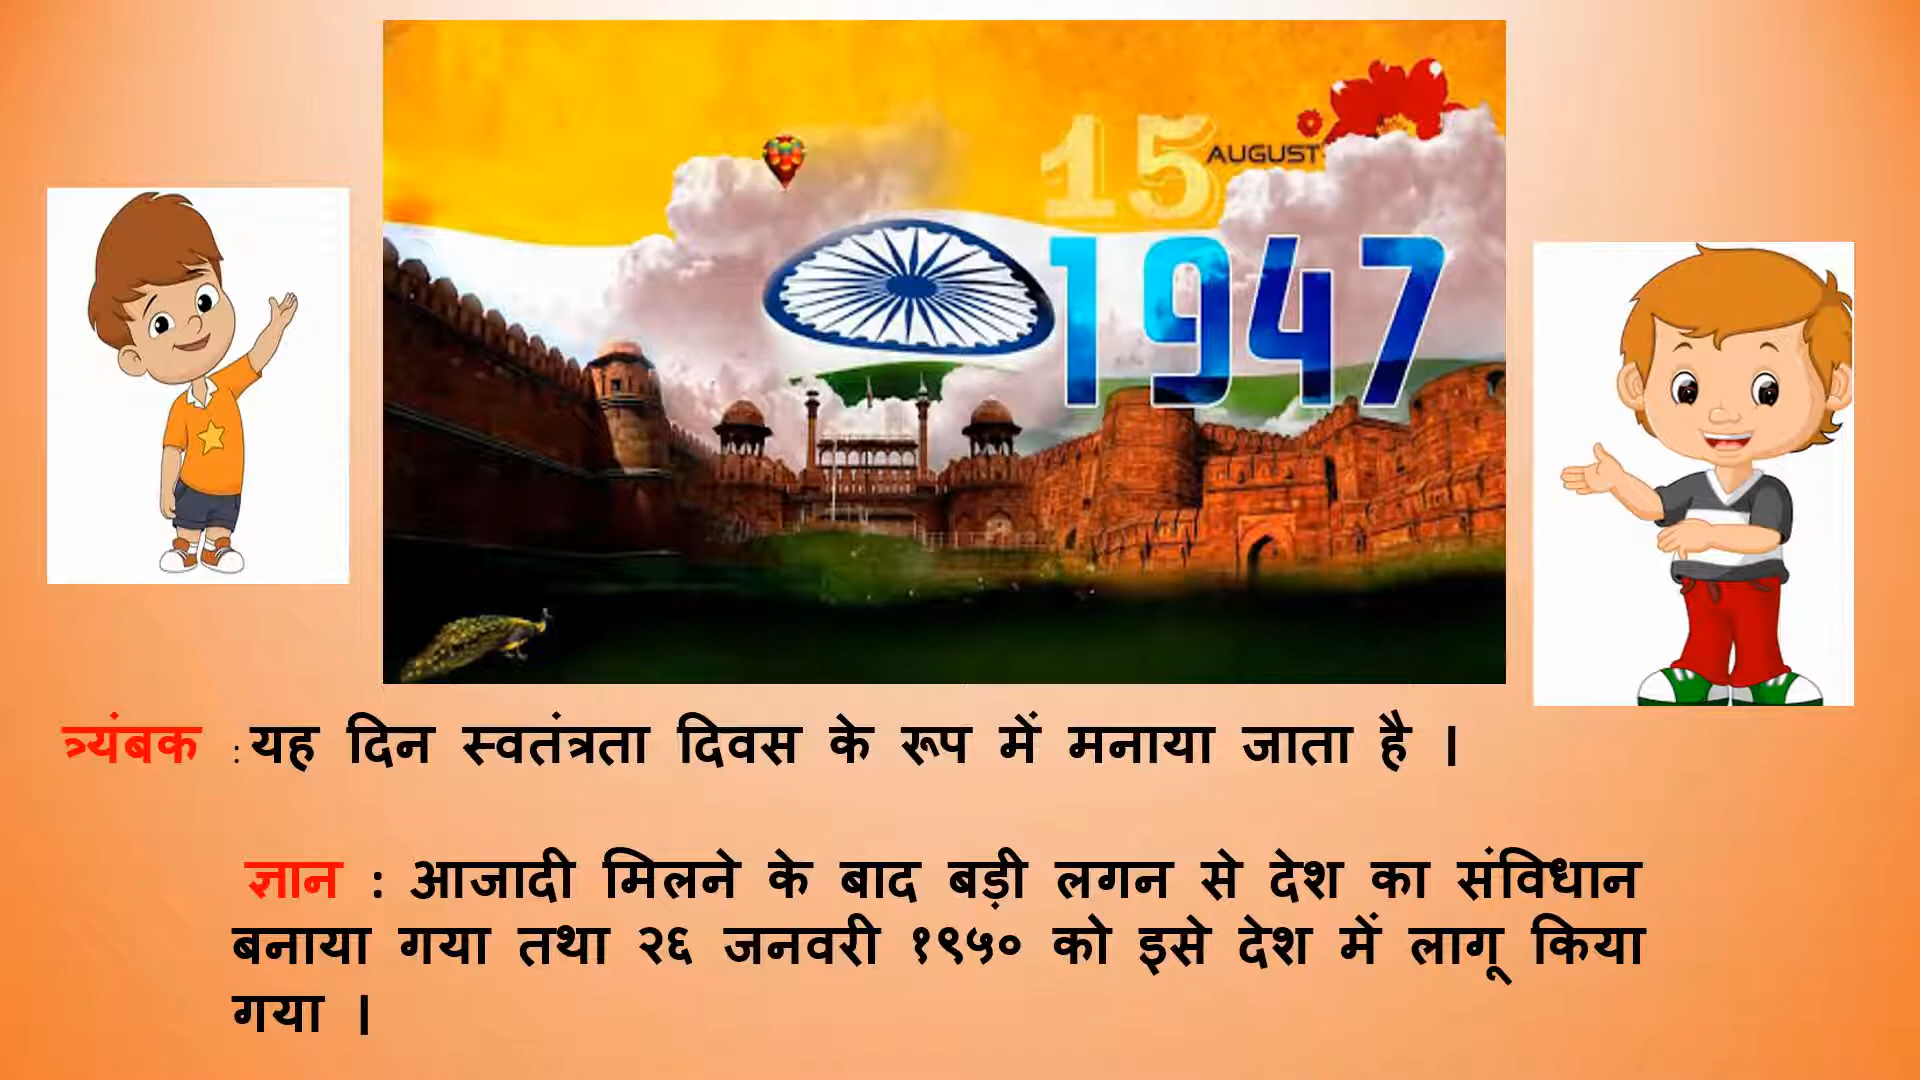 15
AUGUST
1947
त्र्यंबक : यह दिन स्वतंत्रता दिवस के रूप में मनाया जाता है ।
ज्ञान : आजादी मिलने के बाद बड़ी लगन से देश का संविधान
बनाया गया तथा २६ जनवरी १९५० को इसे देश में लागू किया
गया ।